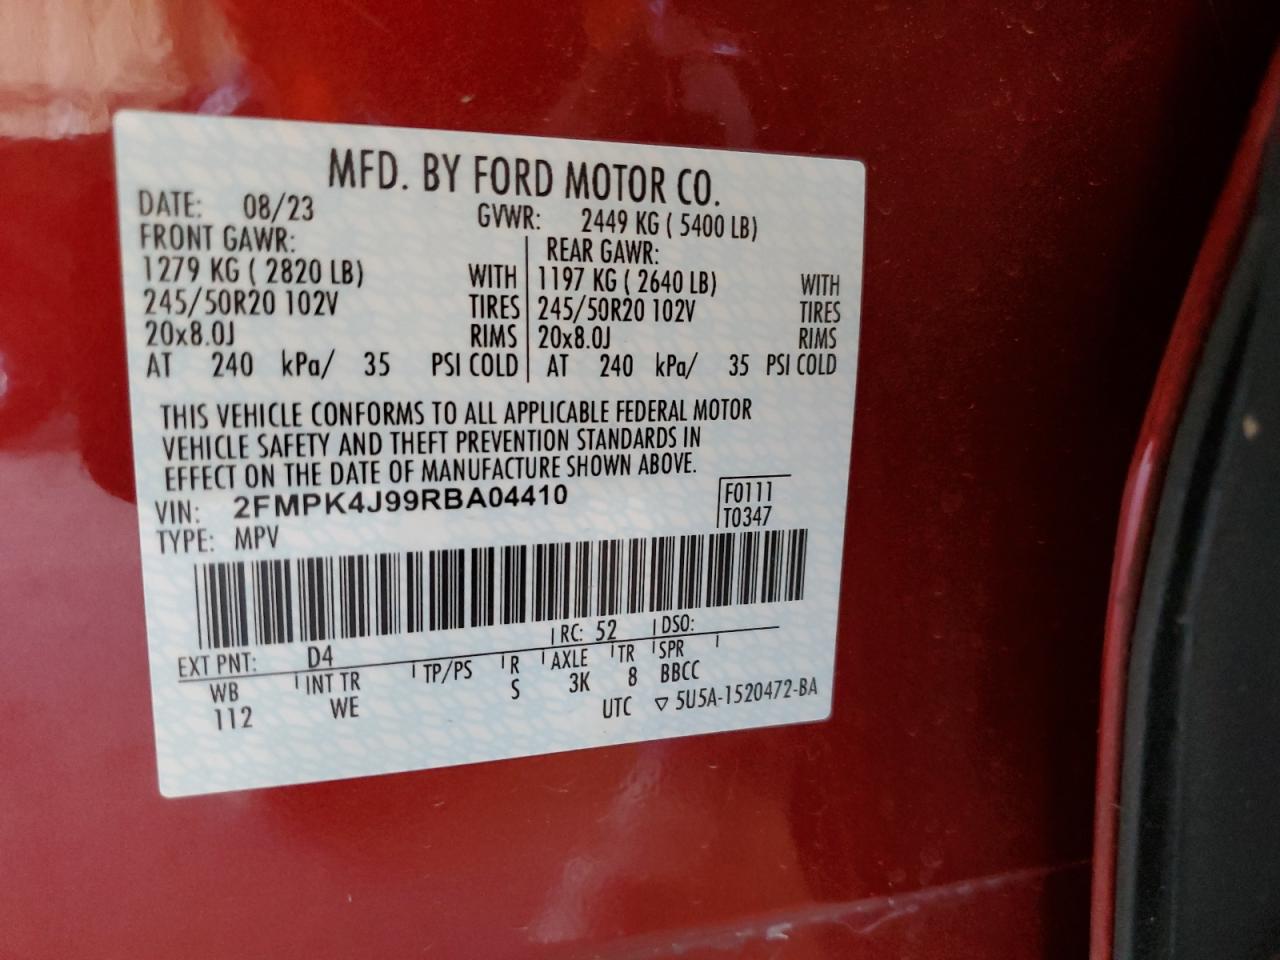 MFD. BY FORD MOTOR CO.
DATE: 08/23 GVWR: 2449 KG ( 5400 LB)
FRONT GAWR: REAR GAWR:
1279 KG ( 2820 LB) WITH 1197 KG ( 2640 LB) WITH
245/50R20 102V TIRES 245/50R20 102V TIRES
20x8.0J RIMS 20x8.0J RIMS
AT 240 kPa/ 35 PSI COLD AT 240 kPa/ 35 PSI COLD
THIS VEHICLE CONFORMS TO ALL APPLICABLE FEDERAL MOTOR
VEHICLE SAFETY AND THEFT PREVENTION STANDARDS IN
EFFECT ON THE DATE OF MANUFACTURE SHOWN ABOVE.
VIN: 2FMPK4J99RBA04410 F0111
TYPE: MPV T0347
EXT PNT: D4 RC: 52 DSO:
WB INT TR TP/PS R AXLE TR SPR
112 WE S 3K 8 BBCC
UTC ▽ 5U5A-1520472-BA